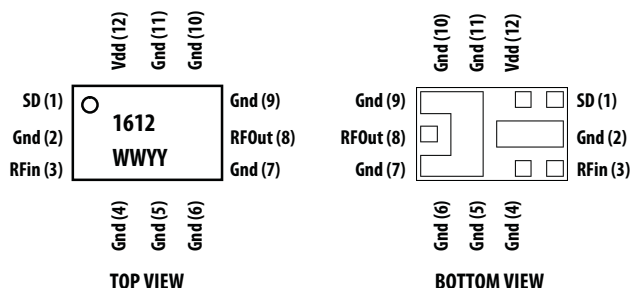 Vdd (12)
Gnd (11)
Gnd (10)
SD (1)
Gnd (2)
RFin (3)
1612
WWYY
Gnd (9)
RFOut (8)
Gnd (7)
Gnd (4)
Gnd (5)
Gnd (6)
TOP VIEW
Gnd (10)
Gnd (11)
Vdd (12)
Gnd (9)
RFOut (8)
Gnd (7)
SD (1)
Gnd (2)
RFin (3)
Gnd (6)
Gnd (5)
Gnd (4)
BOTTOM VIEW